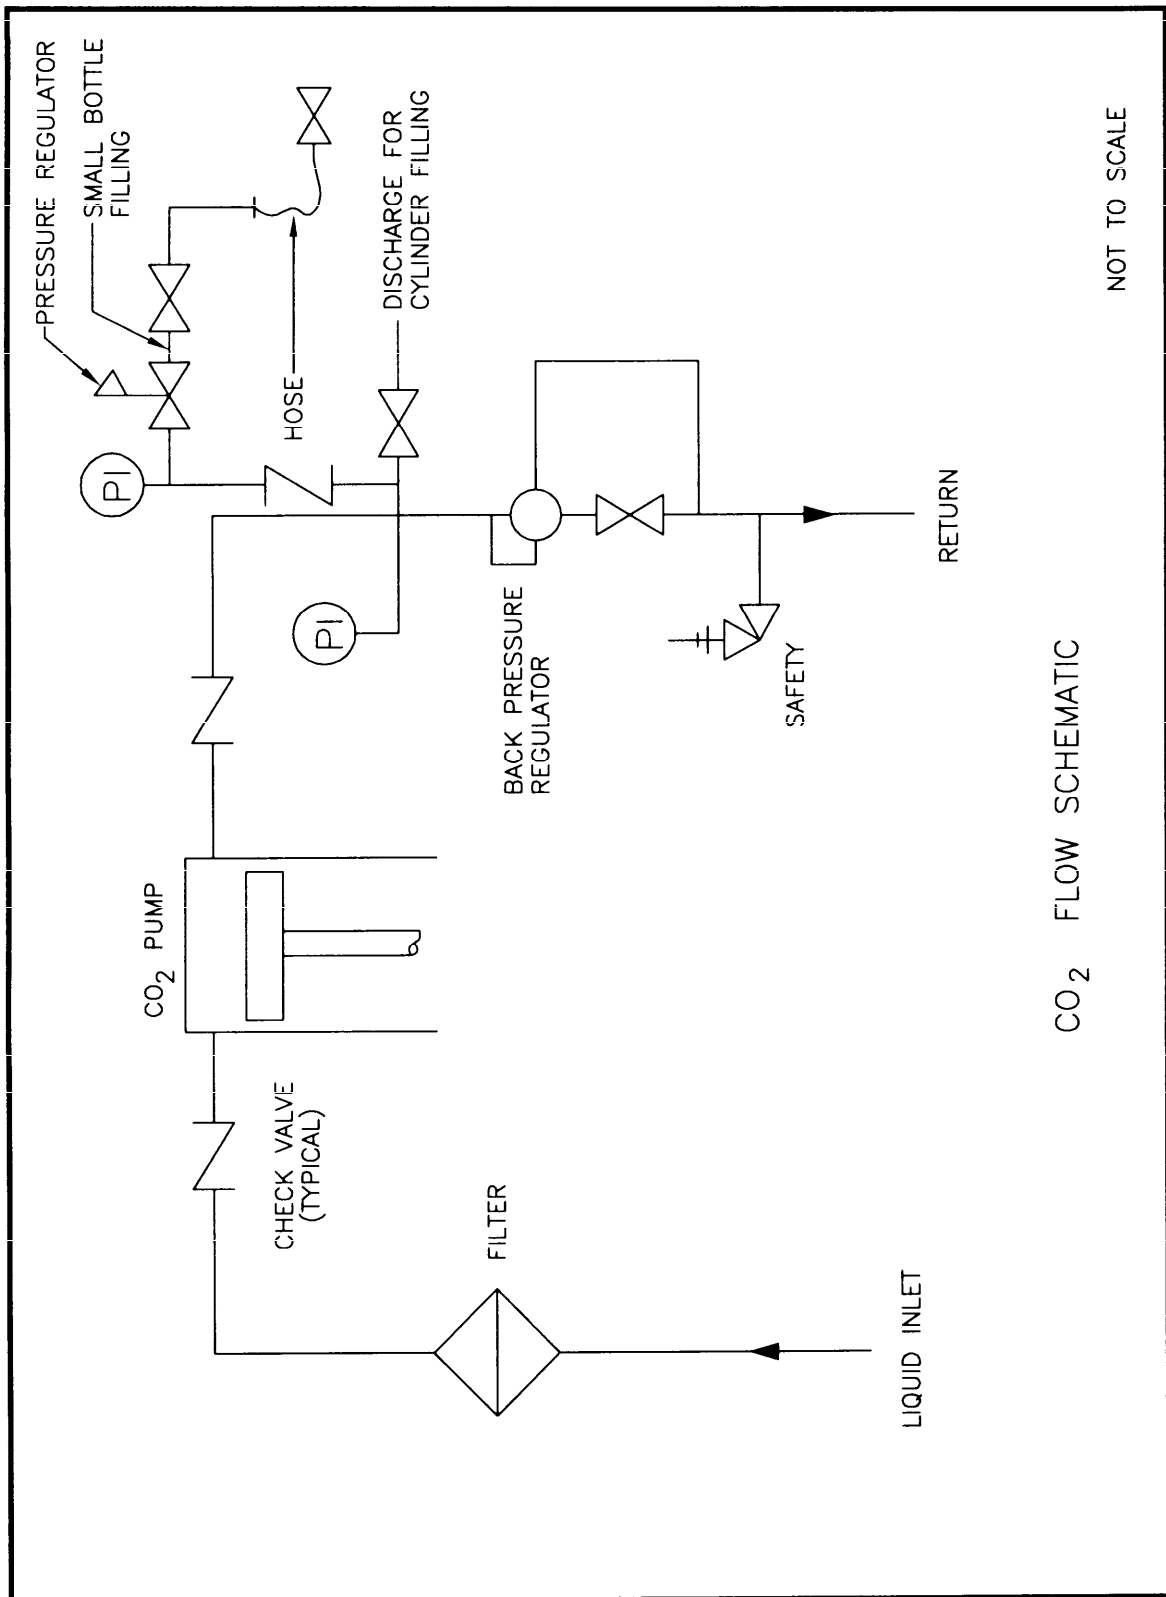 PRESSURE REGULATOR
SMALL BOTTLE
FILLING
PI
HOSE
DISCHARGE FOR
CYLINDER FILLING
PI
CO2 PUMP
CHECK VALVE
(TYPICAL)
BACK PRESSURE
REGULATOR
FILTER
SAFETY
LIQUID INLET
RETURN
CO2 FLOW SCHEMATIC
NOT TO SCALE